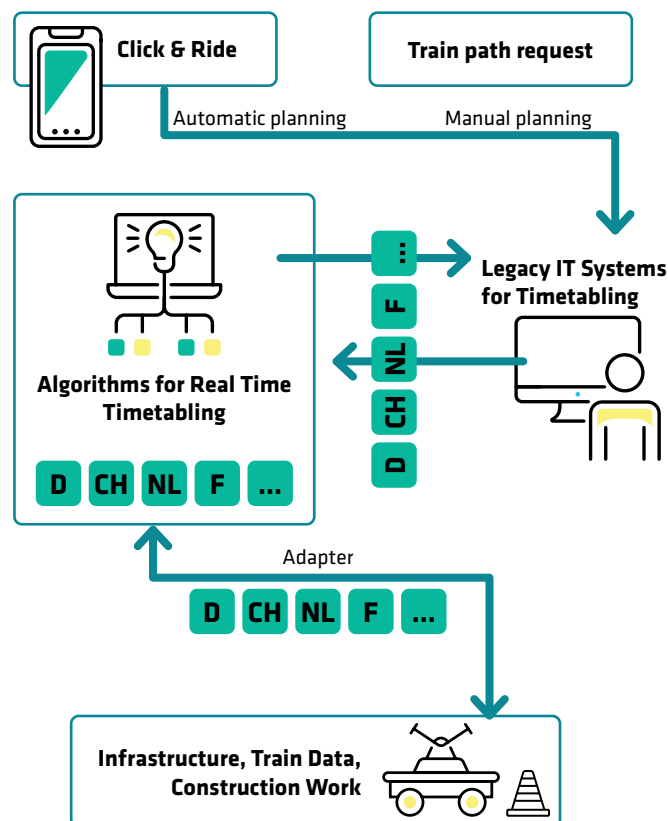 Click & Ride
Train path request
Automatic planning
Manual planning
...
F
NL
CH
D
Legacy IT Systems
for Timetabling
Algorithms for Real Time
Timetabling
D CH NL F ...
Adapter
D CH NL F ...
Infrastructure, Train Data,
Construction Work